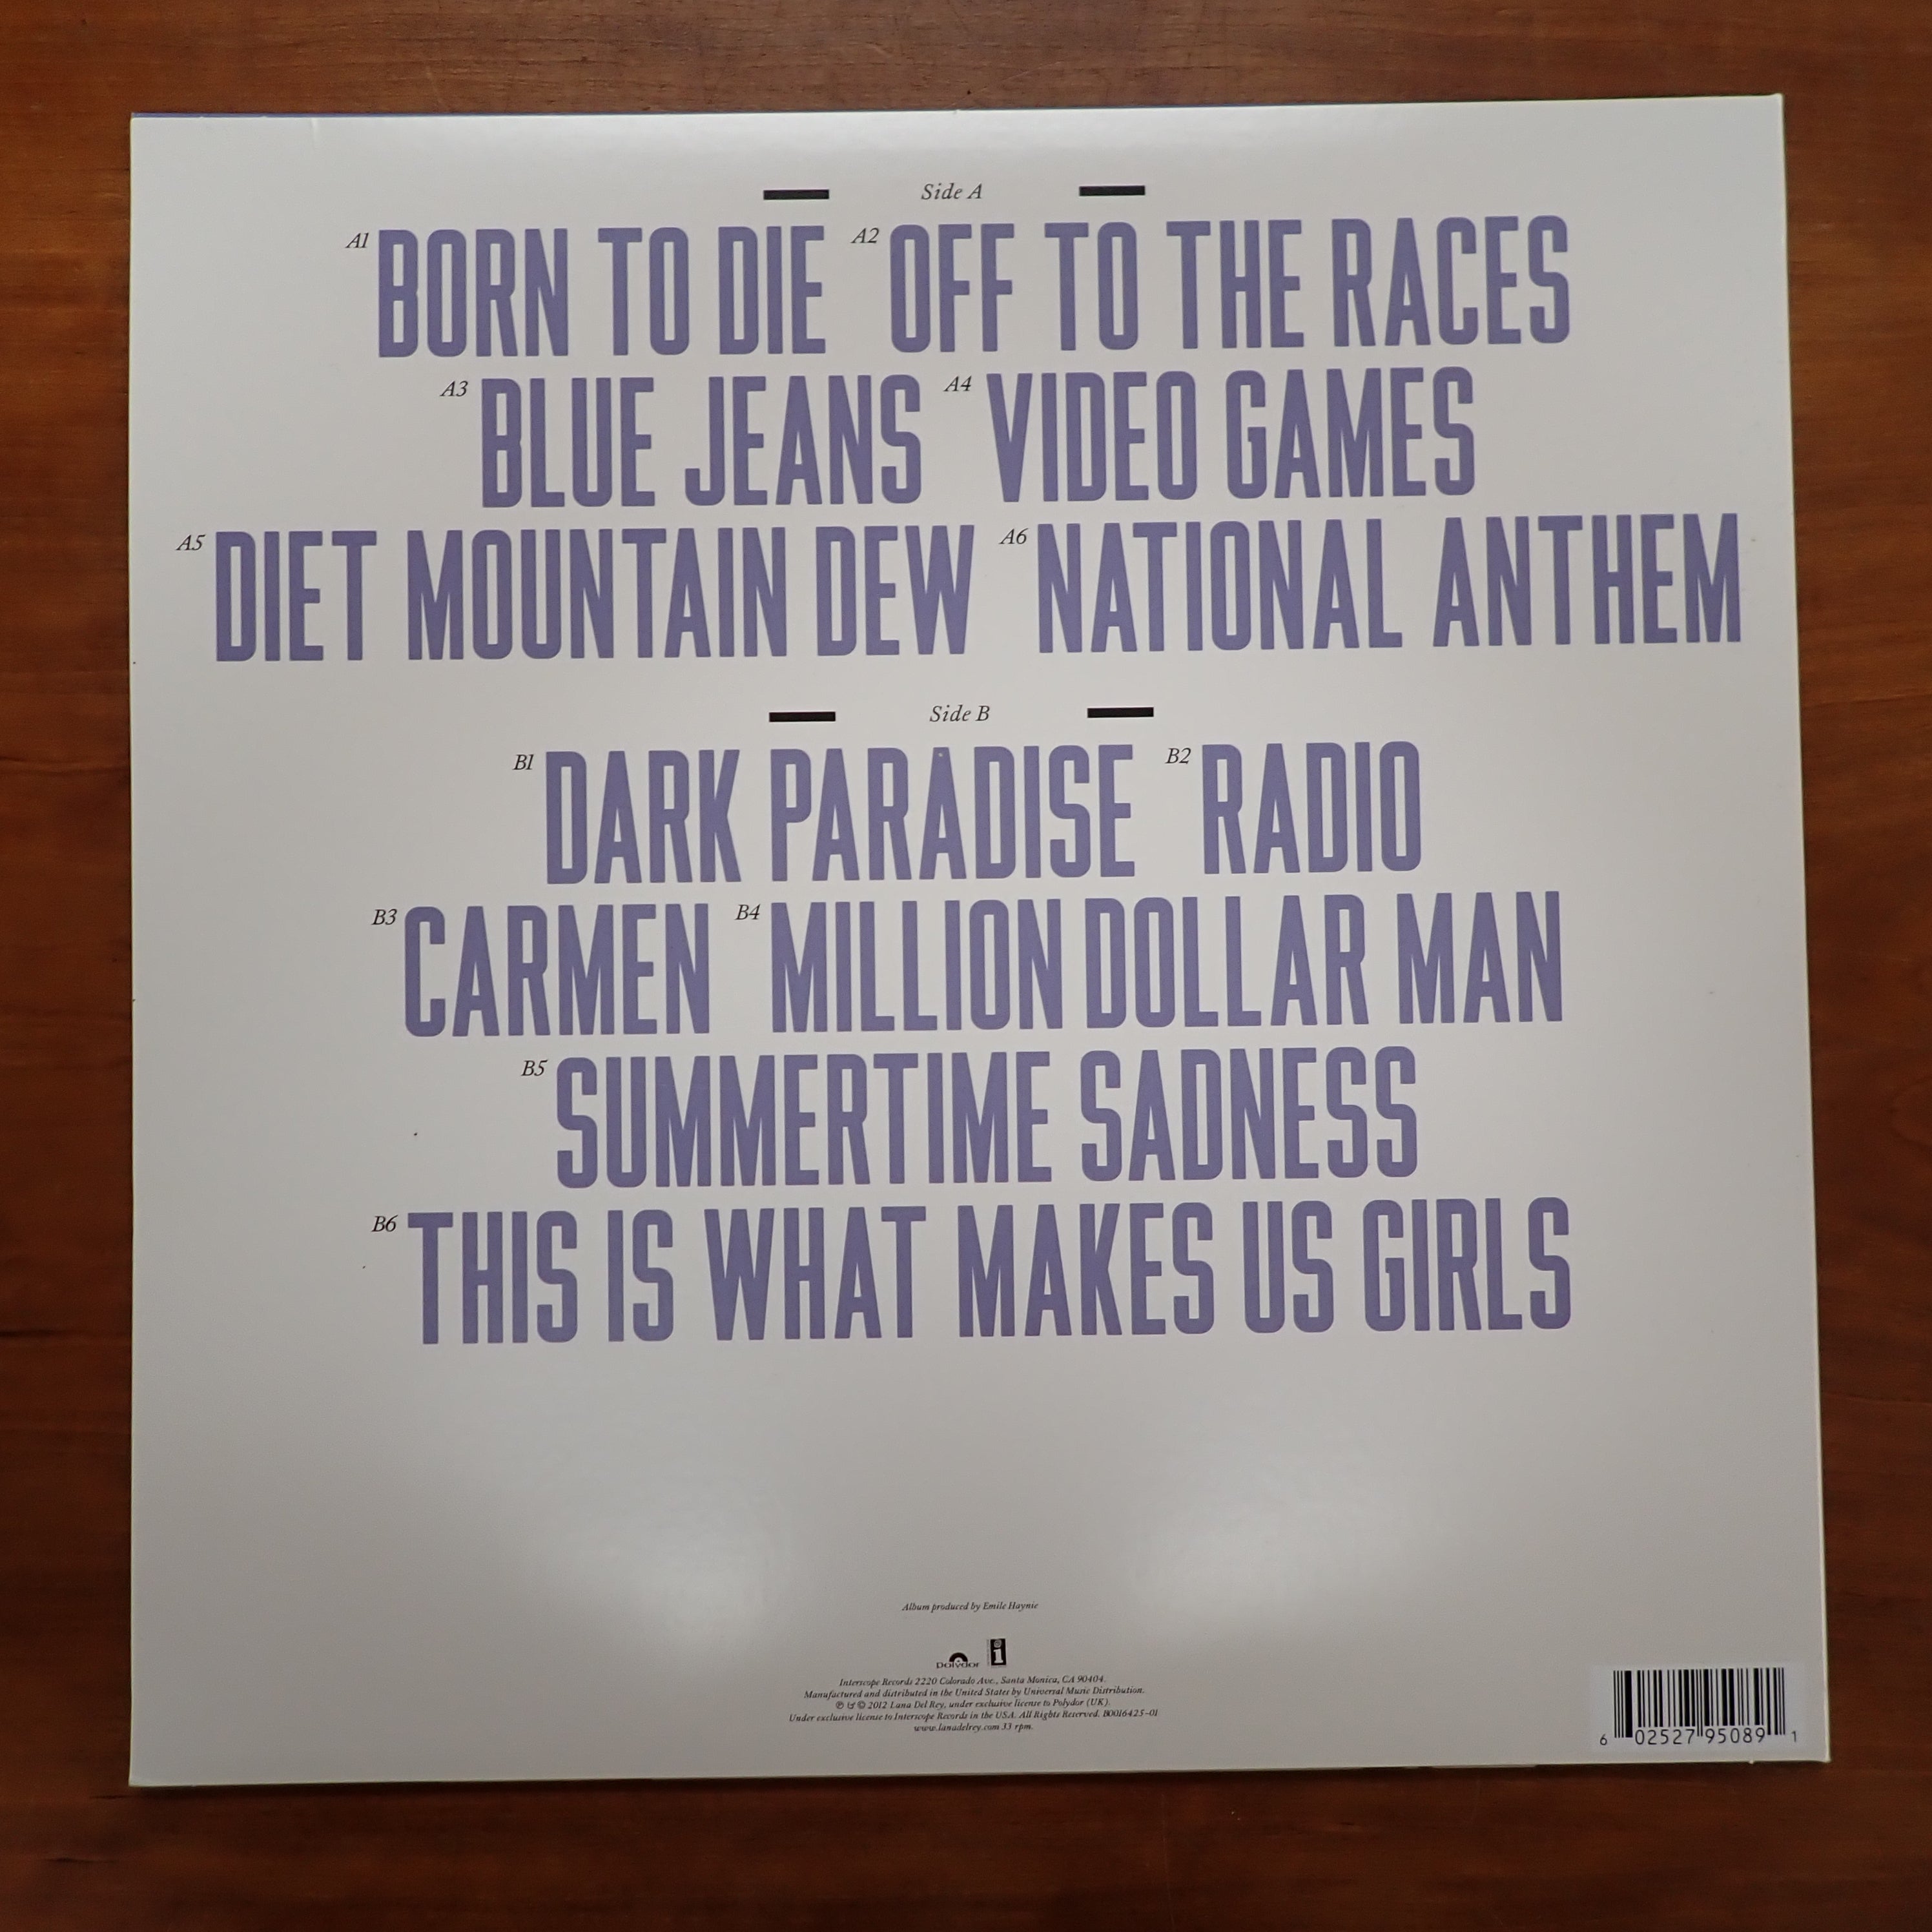 Side A
A1 BORN TO DIE A2 OFF TO THE RACES
A3 BLUE JEANS A4 VIDEO GAMES
A5 DIET MOUNTAIN DEW A6 NATIONAL ANTHEM
Side B
B1 DARK PARADISE B2 RADIO
B3 CARMEN B4 MILLION DOLLAR MAN
B5 SUMMERTIME SADNESS
B6 THIS IS WHAT MAKES US GIRLS
Album produced by Emile Haynie
Polydor i
Interscope Records 2220 Colorado Ave., Santa Monica, CA 90404.
Manufactured and distributed in the United States by Universal Music Distribution.
℗ & © 2012 Lana Del Rey, under exclusive license to Polydor (UK).
Under exclusive license to Interscope Records in the USA. All Rights Reserved. B0016425-01
www.lanadelrey.com 33 rpm.
6 02527 95089 1